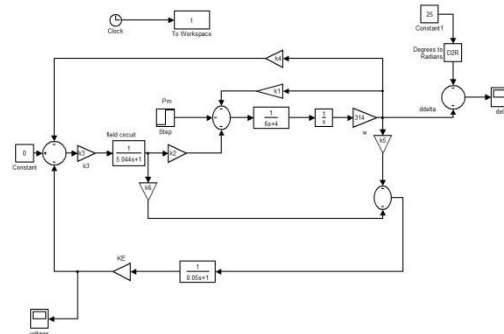 Clock
1
To Workspace
25
Constant1
Degrees to
Radians
D2R
k4
k1
Pm
Step
1
6s+4
1
s
314
w
ddelta
del
0
Constant
k3
k3
field circuit
1
5.044s+1
k2
k6
k5
KE
1
0.05s+1